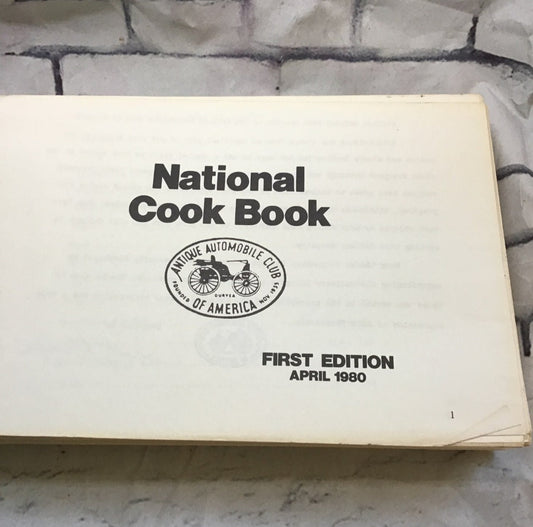 National
Cook Book
ANTIQUE AUTOMOBILE CLUB
OF AMERICA
FOUNDED
DURYEA
NOV 1935
FIRST EDITION
APRIL 1980
1